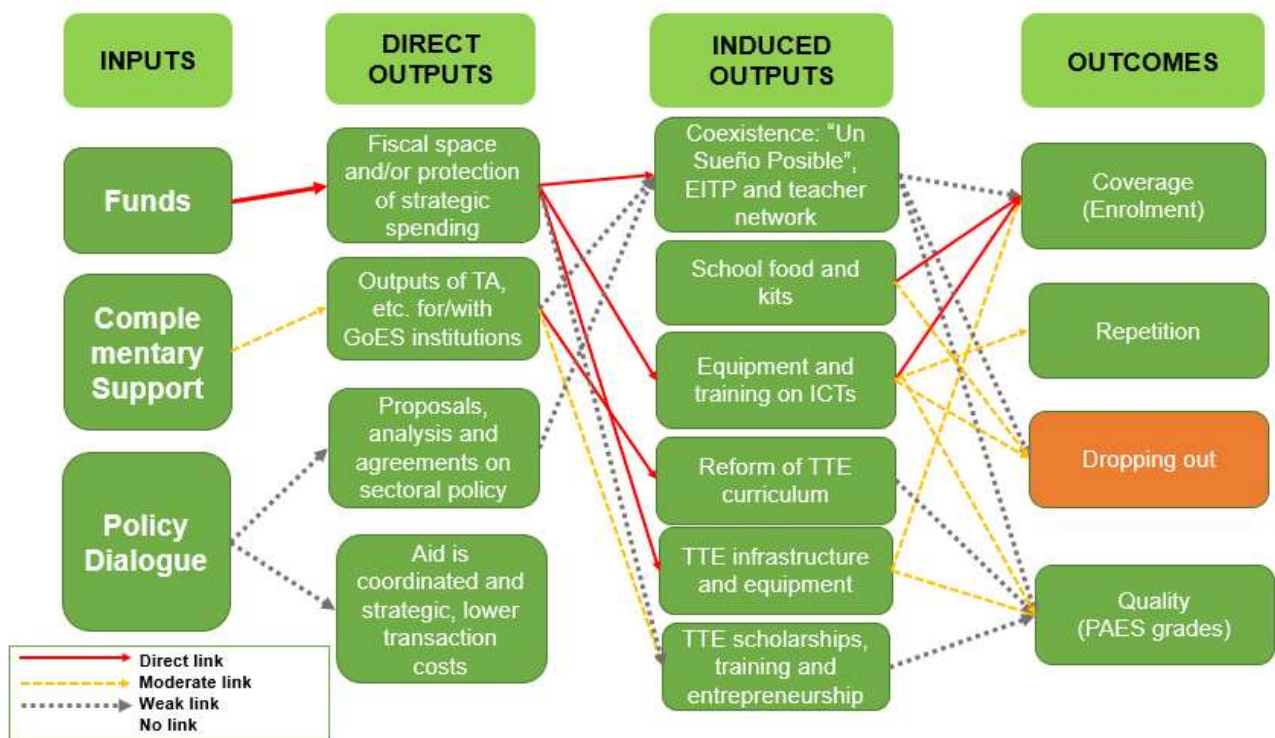 INPUTS
DIRECT
OUTPUTS
INDUCED
OUTPUTS
OUTCOMES
Funds
Comple
mentary
Support
Policy
Dialogue
Fiscal space
and/or protection
of strategic
spending
Outputs of TA,
etc. for/with
GoES institutions
Proposals,
analysis and
agreements on
sectoral policy
Aid is
coordinated and
strategic, lower
transaction
costs
Coexistence: “Un
Sueño Posible”,
EITP and teacher
network
School food and
kits
Equipment and
training on ICTs
Reform of TTE
curriculum
TTE infrastructure
and equipment
TTE scholarships,
training and
entrepreneurship
Coverage
(Enrolment)
Repetition
Dropping out
Quality
(PAES grades)
Direct link
Moderate link
Weak link
No link